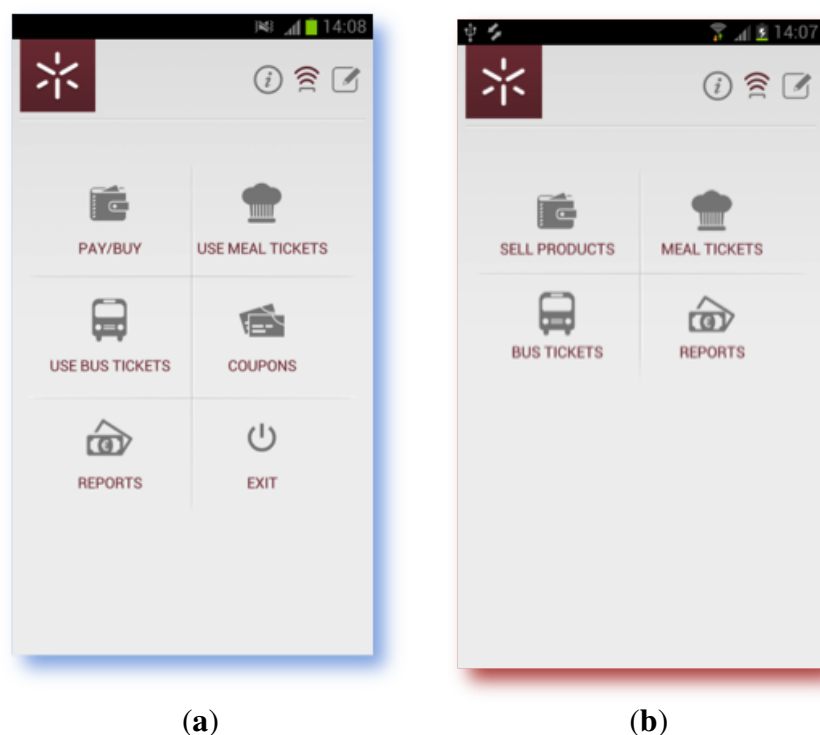 14:08
PAY/BUY
USE MEAL TICKETS
USE BUS TICKETS
COUPONS
REPORTS
EXIT
(a)
14:07
SELL PRODUCTS
MEAL TICKETS
BUS TICKETS
REPORTS
(b)